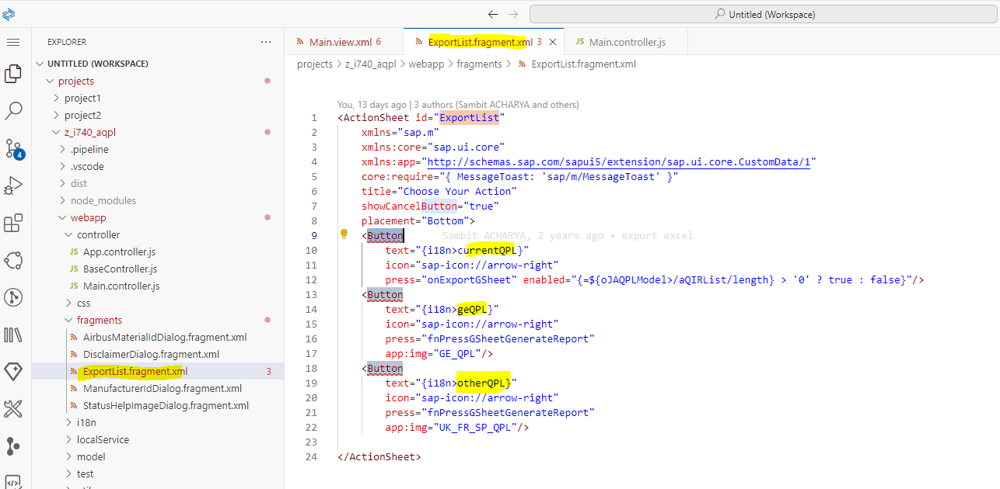 Untitled (Workspace)
EXPLORER
UNTITLED (WORKSPACE)
projects
project1
project2
z_i740_aqpl
.pipeline
.vscode
dist
node_modules
webapp
controller
JS App.controller.js
JS BaseController.js
JS Main.controller.js
css
fragments
AirbusMaterialIdDialog.fragment.xml
DisclaimerDialog.fragment.xml
ExportList.fragment.xml 3
ManufacturerIdDialog.fragment.xml
StatusHelpImageDialog.fragment.xml
i18n
localService
model
test
4
Main.view.xml 6
ExportList.fragment.xml 3
JS Main.controller.js
projects > z_i740_aqpl > webapp > fragments > ExportList.fragment.xml
You, 13 days ago | 3 authors (Sambit ACHARYA and others)
1 <ActionSheet id="ExportList"
2 xmlns="sap.m"
3 xmlns:core="sap.ui.core"
4 xmlns:app="http://schemas.sap.com/sapui5/extension/sap.ui.core.CustomData/1"
5 core:require="{ MessageToast: 'sap/m/MessageToast' }"
6 title="Choose Your Action"
7 showCancelButton="true"
8 placement="Bottom">
9 <Button Sambit ACHARYA, 2 years ago • export excel
10 text="{i18n>currentQPL}"
11 icon="sap-icon://arrow-right"
12 press="onExportGSheet" enabled="{=${oJAQPLModel>/aQIRList/length} > '0' ? true : false}"/>
13 <Button
14 text="{i18n>geQPL}"
15 icon="sap-icon://arrow-right"
16 press="fnPressGSheetGenerateReport"
17 app:img="GE_QPL"/>
18 <Button
19 text="{i18n>otherQPL}"
20 icon="sap-icon://arrow-right"
21 press="fnPressGSheetGenerateReport"
22 app:img="UK_FR_SP_QPL"/>
23
24 </ActionSheet>